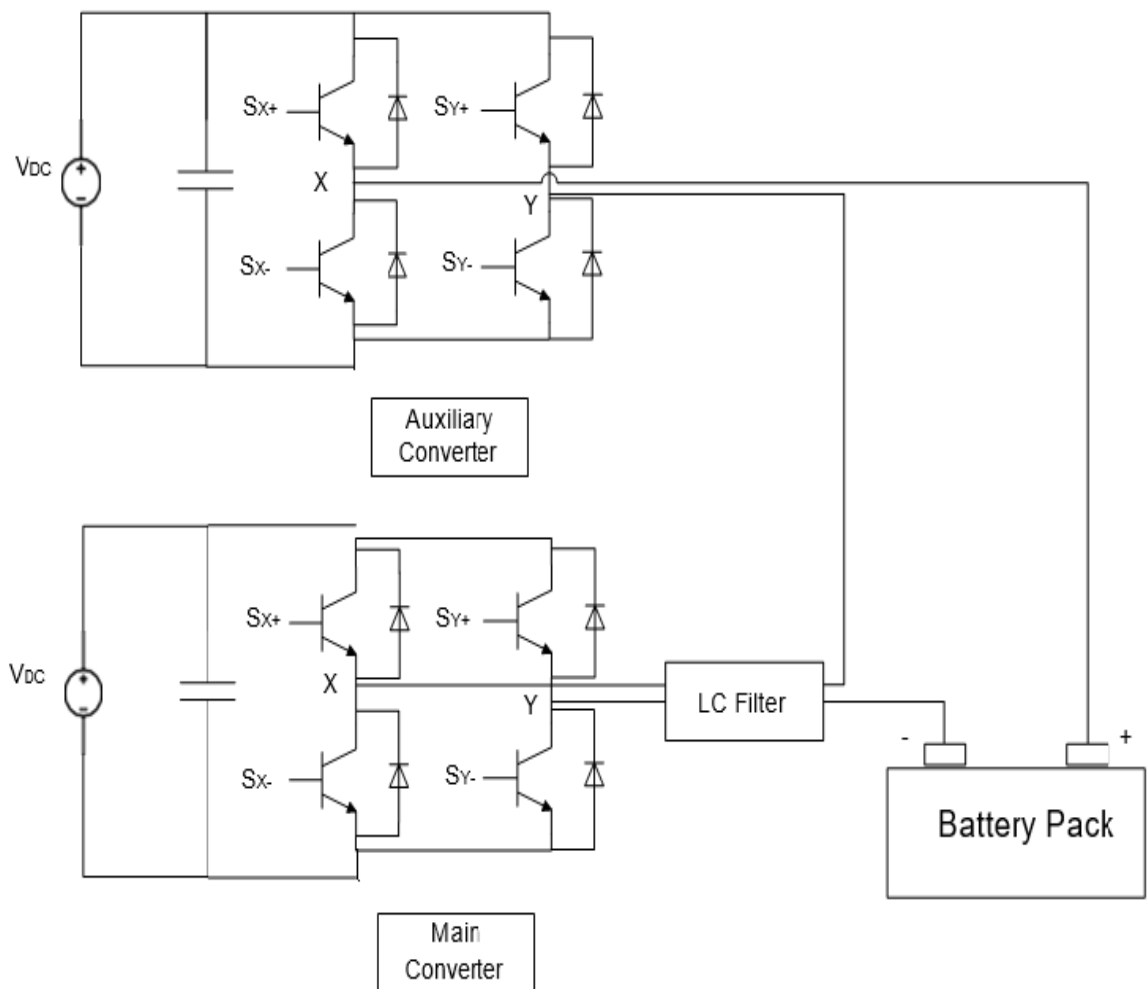 SX+
SY+
VDC
X
Y
SX-
SY-
Auxiliary
Converter
SX+
SY+
VDC
X
Y
LC Filter
SX-
SY-
-
+
Battery Pack
Main
Converter